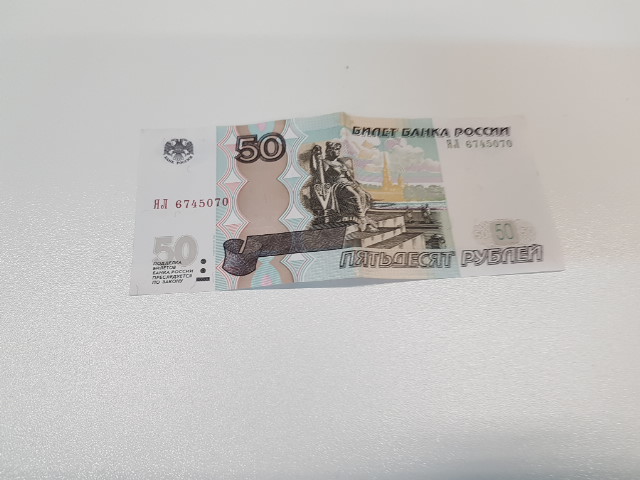 БИЛЕТ БАНКА РОССИИ
50
ЯЛ 6745070
БАНК РОССИИ
ЯЛ 6745070
50
50
ПОДДЕЛКА
БИЛЕТОВ
БАНКА РОССИИ
ПРЕСЛЕДУЕТСЯ
ПО ЗАКОНУ
ПЯТЬДЕСЯТ РУБЛЕЙ